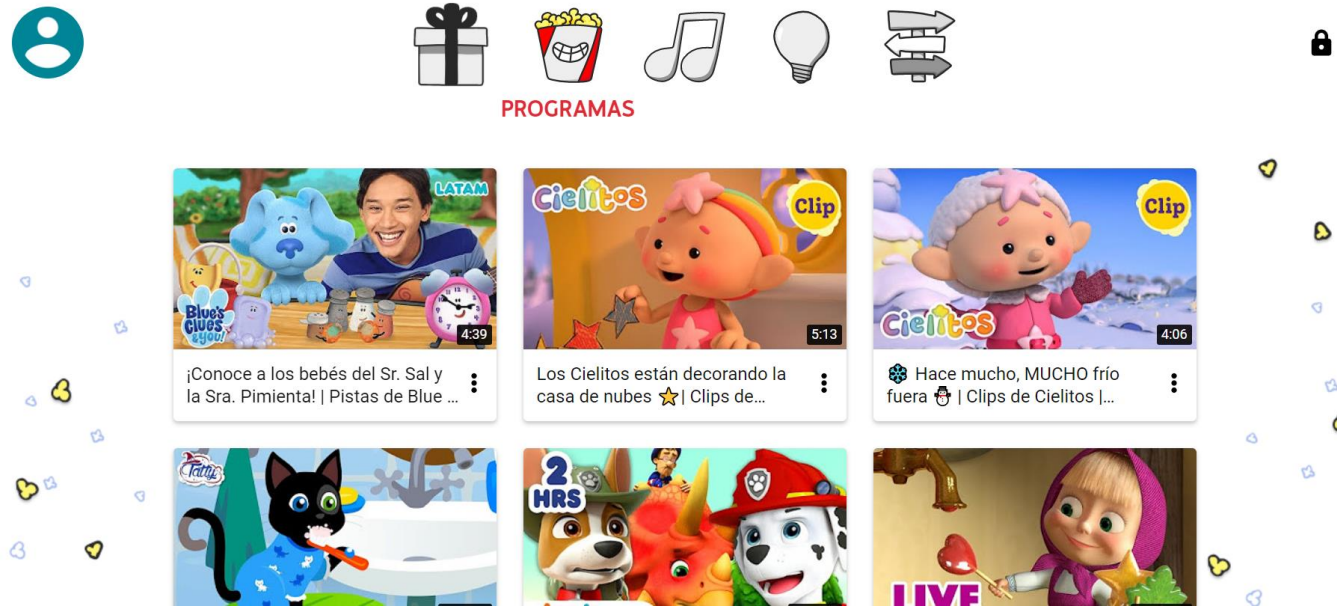 PROGRAMAS
LATAM
BLUE'S
CLUES
& YOU!
4:39
¡Conoce a los bebés del Sr. Sal y
la Sra. Pimienta! | Pistas de Blue ...
Cielitos
Clip
5:13
Los Cielitos están decorando la
casa de nubes ⭐ | Clips de...
Clip
Cielitos
4:06
❄️ Hace mucho, MUCHO frío
fuera ⛄ | Clips de Cielitos |...
Tatty
2
HRS
LIVE